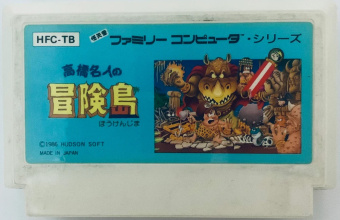 HFC-TB
ファミリー コンピュータ・シリーズ
高橋名人の
冒険島
ぼうけんじま
©1986 HUDSON SOFT
MADE IN JAPAN